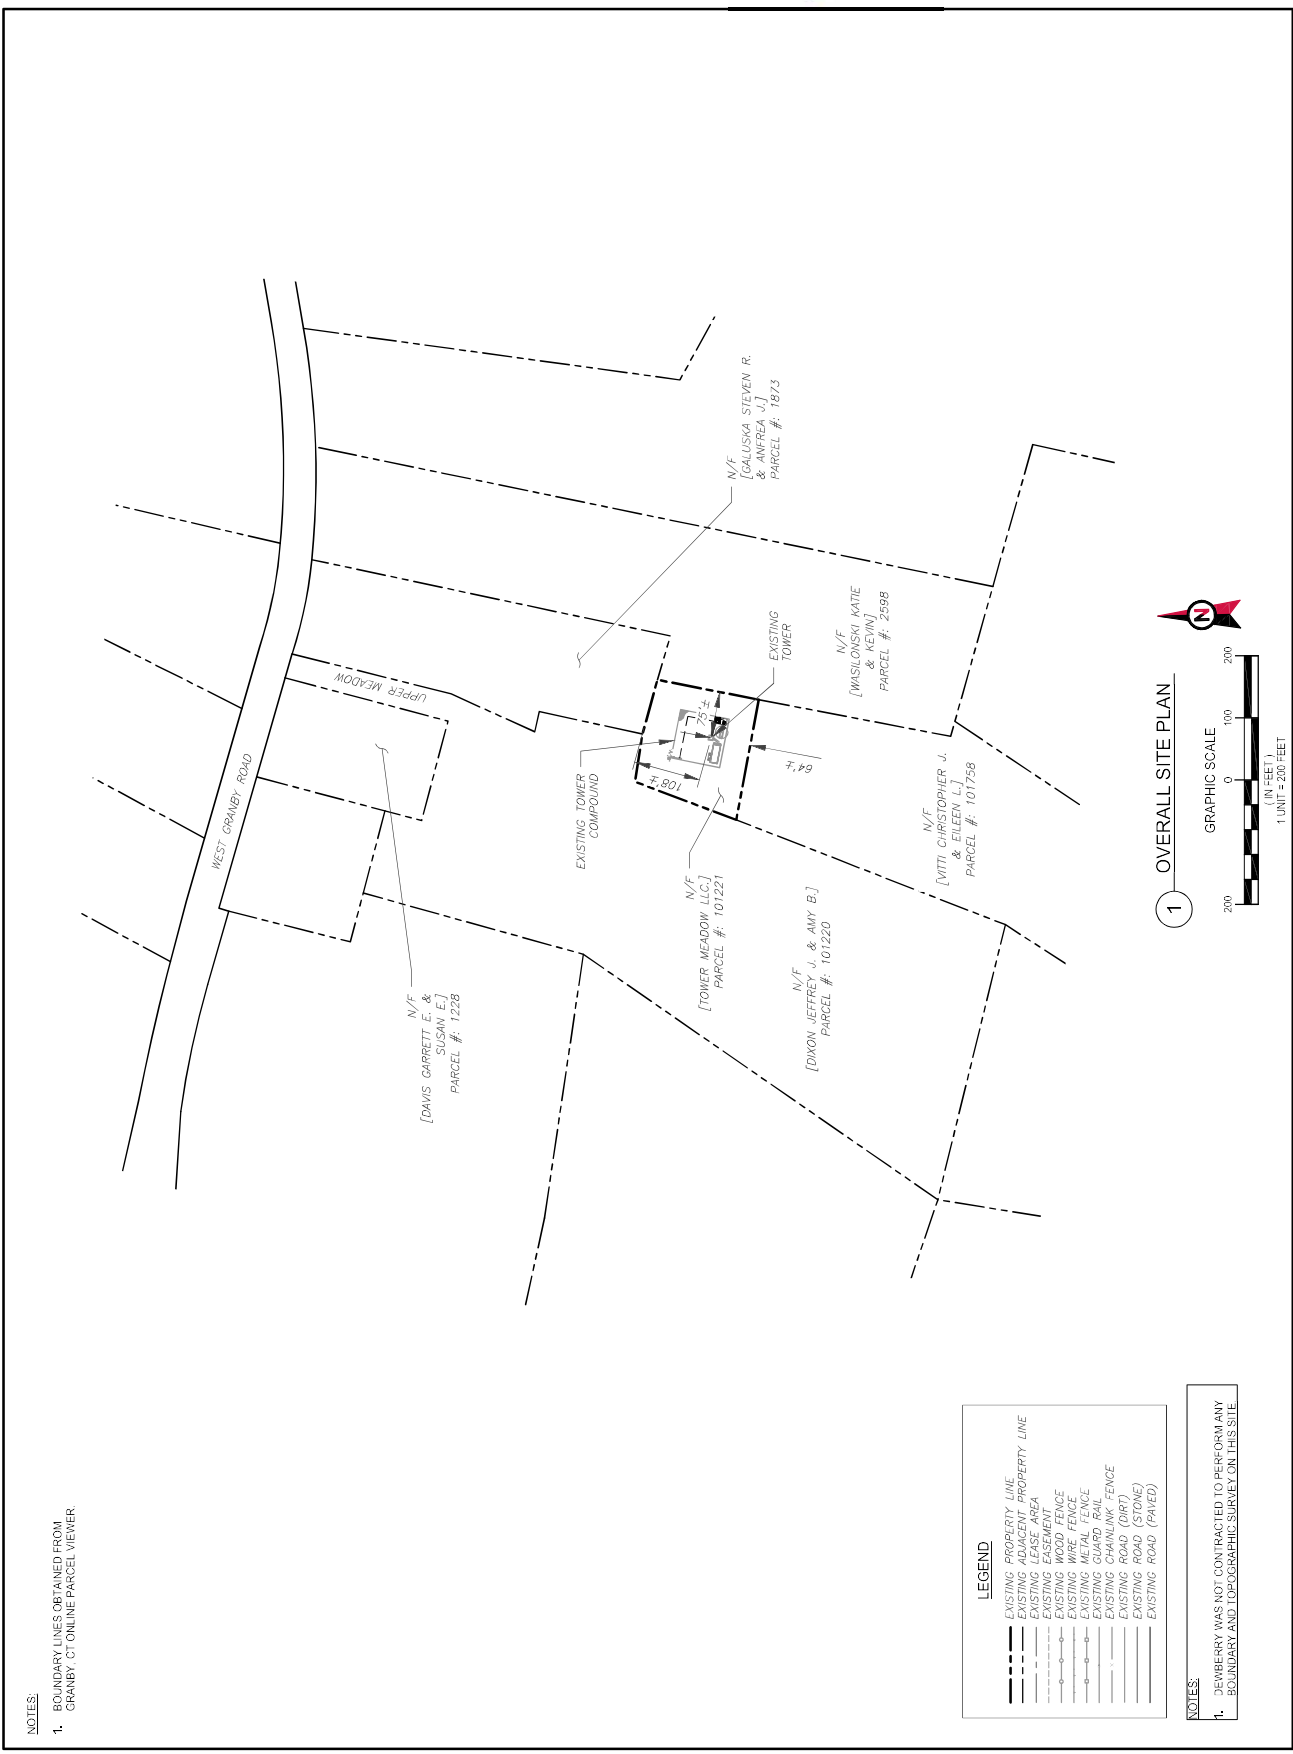 NOTES:
1. BOUNDARY LINES OBTAINED FROM
GRANBY, CT ONLINE PARCEL VIEWER.
WEST GRANBY ROAD
UPPER MEADOW
N/F
[DAVIS GARRETT E. &
SUSAN E.]
PARCEL #: 1228
EXISTING TOWER
COMPOUND
N/F
[GALUSKA STEVEN R.
& ANFREA J.]
PARCEL #: 1873
108'±
75'±
64'±
EXISTING
TOWER
N/F
[TOWER MEADOW LLC.]
PARCEL #: 101221
N/F
[WASILONSKI KATIE
& KEVIN]
PARCEL #: 2598
N/F
[DIXON JEFFREY J. & AMY B.]
PARCEL #: 101220
N/F
[VITTI CHRISTOPHER J.
& EILEEN L.]
PARCEL #: 101758
LEGEND
EXISTING PROPERTY LINE
EXISTING ADJACENT PROPERTY LINE
EXISTING LEASE AREA
EXISTING EASEMENT
EXISTING WOOD FENCE
EXISTING WIRE FENCE
EXISTING METAL FENCE
EXISTING GUARD RAIL
EXISTING CHAINLINK FENCE
EXISTING ROAD (DIRT)
EXISTING ROAD (STONE)
EXISTING ROAD (PAVED)
NOTES:
1. DEWBERRY WAS NOT CONTRACTED TO PERFORM ANY
BOUNDARY AND TOPOGRAPHIC SURVEY ON THIS SITE.
1 OVERALL SITE PLAN
N
GRAPHIC SCALE
200 0 100 200
( IN FEET )
1 UNIT = 200 FEET